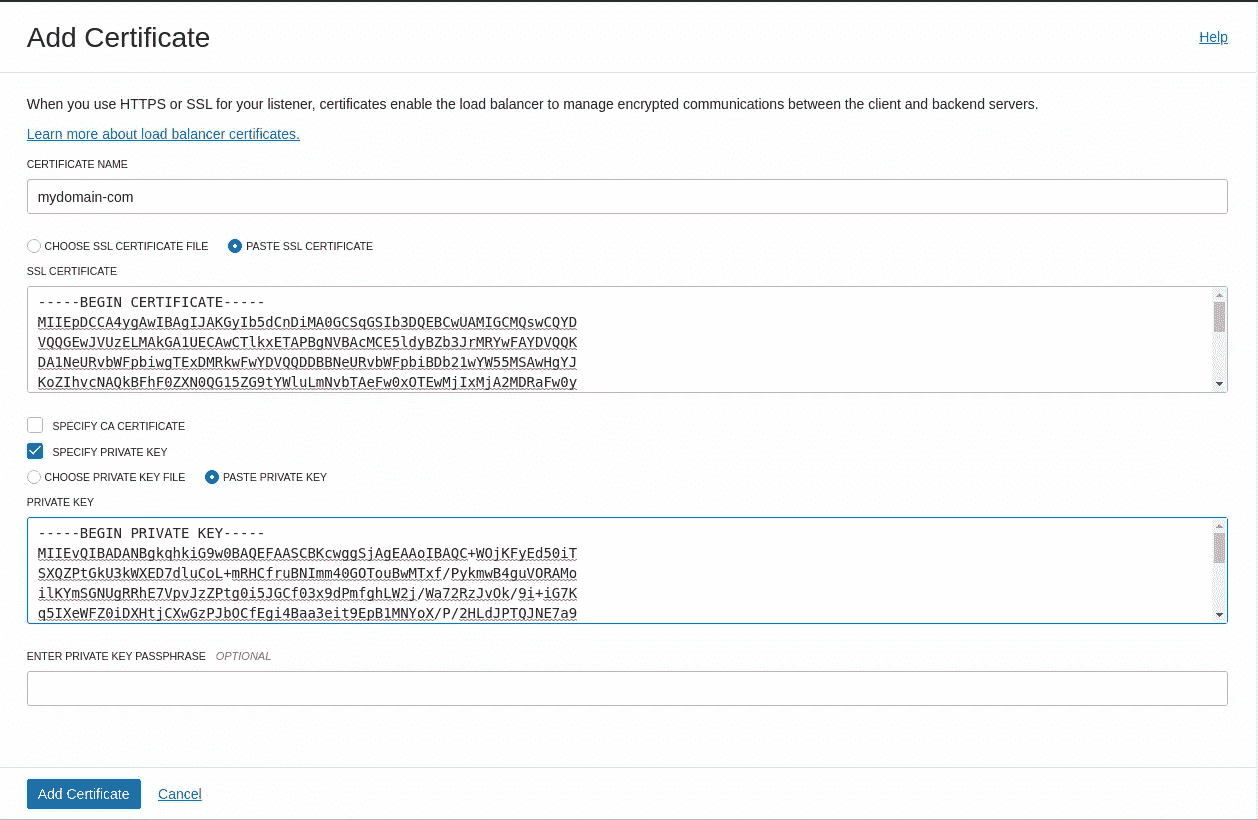 Add Certificate
Help
When you use HTTPS or SSL for your listener, certificates enable the load balancer to manage encrypted communications between the client and backend servers.
Learn more about load balancer certificates.
CERTIFICATE NAME
mydomain-com
CHOOSE SSL CERTIFICATE FILE PASTE SSL CERTIFICATE
SSL CERTIFICATE
-----BEGIN CERTIFICATE-----
MIIEpDCCA4ygAwIBAgIJAKGyIb5dCnDiMA0GCSqGSIb3DQEBCwUAMIGCMQswCQYD
VQQGEwJVUzELMAkGA1UECAwCTlkxETAPBgNVBAcMCE5ldyBZb3JrMRYwFAYDVQQK
DA1NeURvbWFpbiwgTExDMRkwFwYDVQQDDBBNeURvbWFpbiBDb21wYW55MSAwHgYJ
KoZIhvcNAQkBFhF0ZXN0QG15ZG9tYWluLmNvbTAeFw0xOTEwMjIxMjA2MDRaFw0y
SPECIFY CA CERTIFICATE
SPECIFY PRIVATE KEY
CHOOSE PRIVATE KEY FILE PASTE PRIVATE KEY
PRIVATE KEY
-----BEGIN PRIVATE KEY-----
MIIEvQIBADANBgkqhkiG9w0BAQEFAASCBKcwggSjAgEAAoIBAQC+WOjKFyEd50iT
SXQZPtGkU3kWXED7dluCoL+mRHCfruBNImm40GOTouBwMTxf/PykmwB4guVORAMo
ilKYmSGNUgRRhE7VpvJzZPtg0i5JGCf03x9dPmfghLW2j/Wa72RzJvOk/9i+iG7K
q5IXeWFZ0iDXHtjCXwGzPJbOCfEgi4Baa3eit9EpB1MNYoX/P/2HLdJPTQJNE7a9
ENTER PRIVATE KEY PASSPHRASE OPTIONAL
Add Certificate Cancel